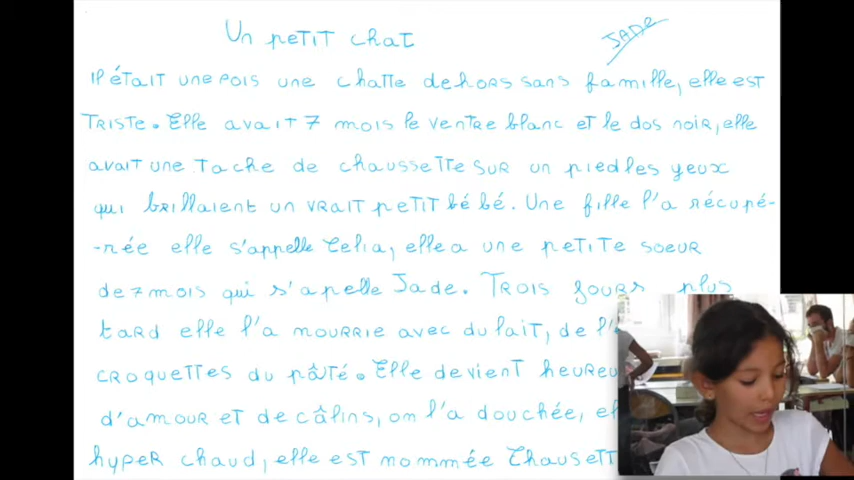 Un petit chat
JADE
Il était une pois une chatte dehors sans famille, elle est
triste. Elle avait 7 mois le ventre blanc et le dos noir, elle
avait une tache de chaussette sur un pied les yeux
qui brillaient un vrait petit bébé. Une fille l'a récupé-
-rée elle s'appelle Celia, elle a une petite soeur
de 7 mois qui s'apelle Jade. Trois jours plus
tard elle l'a nourrie avec du lait, de l'
croquettes du pâté. Elle devient heureu
d'amour et de câlins, on l'a douchée, el
hyper chaud, elle est nommée Chausett